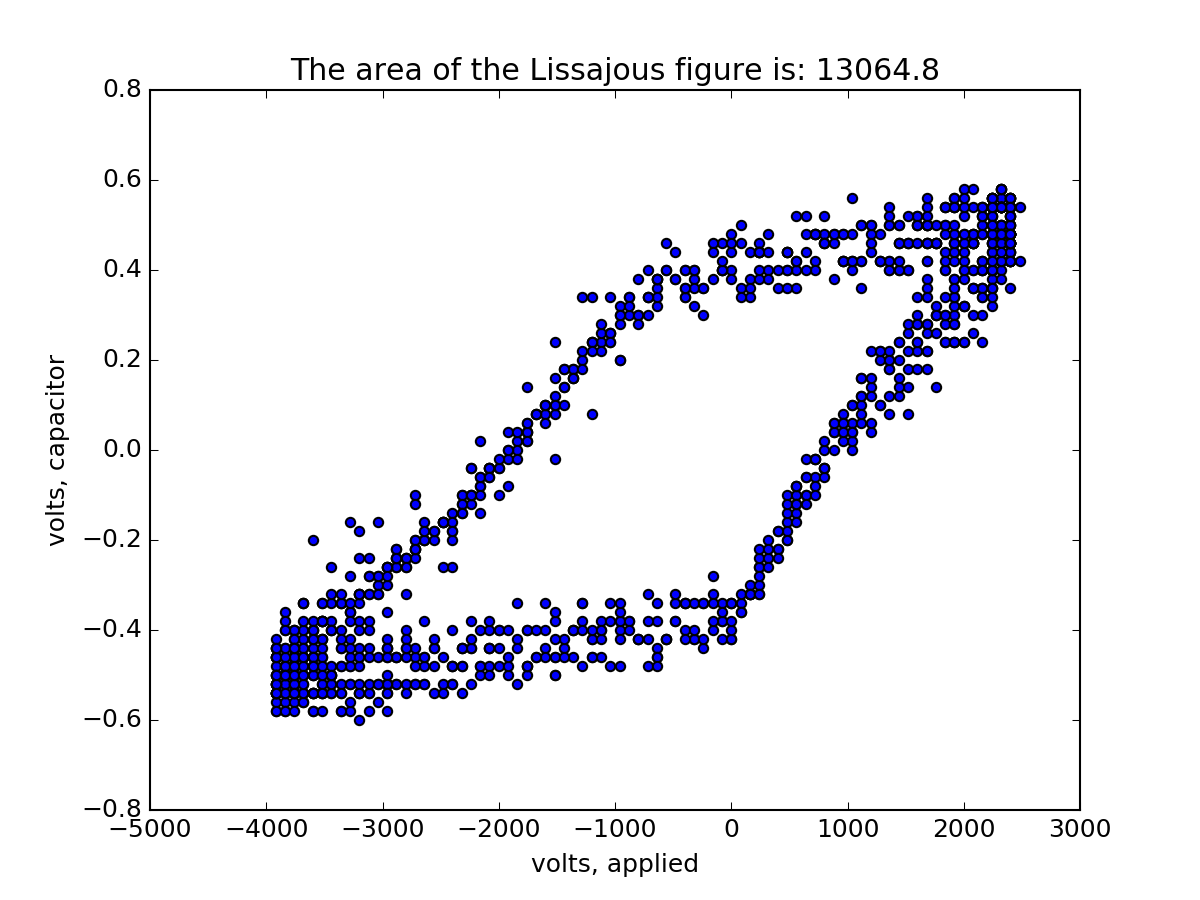 The area of the Lissajous figure is: 13064.8
0.8
0.6
0.4
0.2
0.0
−0.2
−0.4
−0.6
−0.8
volts, capacitor
−5000 −4000 −3000 −2000 −1000 0 1000 2000 3000
volts, applied